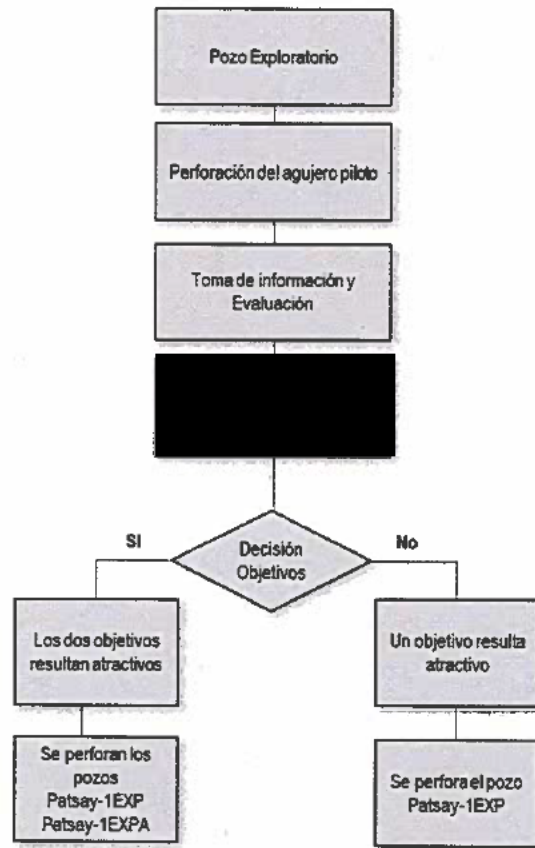 Pozo Exploratorio
Perforación del agujero piloto
Toma de información y
Evaluación
SI
Decisión
Objetivos
No
Los dos objetivos
resultan atractivos
Un objetivo resulta
atractivo
Se perforan los
pozos
Patsay-1EXP
Patsay-1EXPA
Se perfora el pozo
Patsay-1EXP